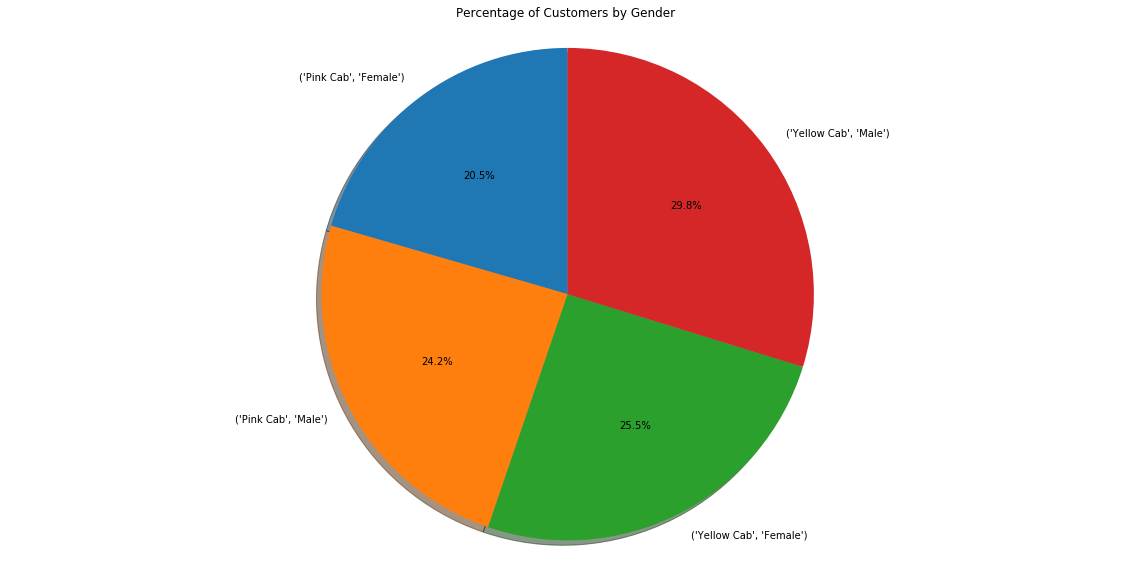 Percentage of Customers by Gender
('Pink Cab', 'Female')
('Yellow Cab', 'Male')
20.5%
29.8%
24.2%
('Pink Cab', 'Male')
25.5%
('Yellow Cab', 'Female')